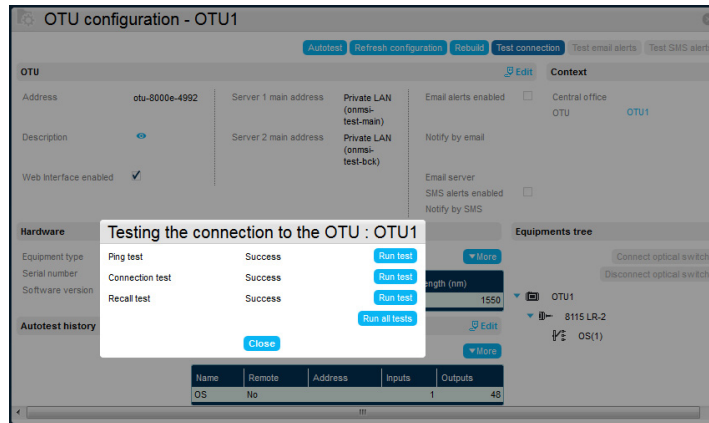 OTU configuration - OTU1
Autotest Refresh configuration Rebuild Test connection Test email alerts Test SMS alerts
OTU Edit Context
Address otu-8000e-4992 Server 1 main address Private LAN (onmsi-test-main) Email alerts enabled Central office
OTU OTU1
Description Server 2 main address Private LAN (onmsi-test-bck) Notify by email
Web Interface enabled Email server
SMS alerts enabled
Notify by SMS
Hardware Equipments tree
Testing the connection to the OTU : OTU1
Ping test Success Run test
Connection test Success Run test
Recall test Success Run test
Run all tests
Close
Equipment type More Connect optical switch
Serial number Disconnect optical switch
Software version (nm)
1550 OTU1
8115 LR-2
Autotest history Edit OS(1)
More
Name Remote Address Inputs Outputs
OS No 1 48